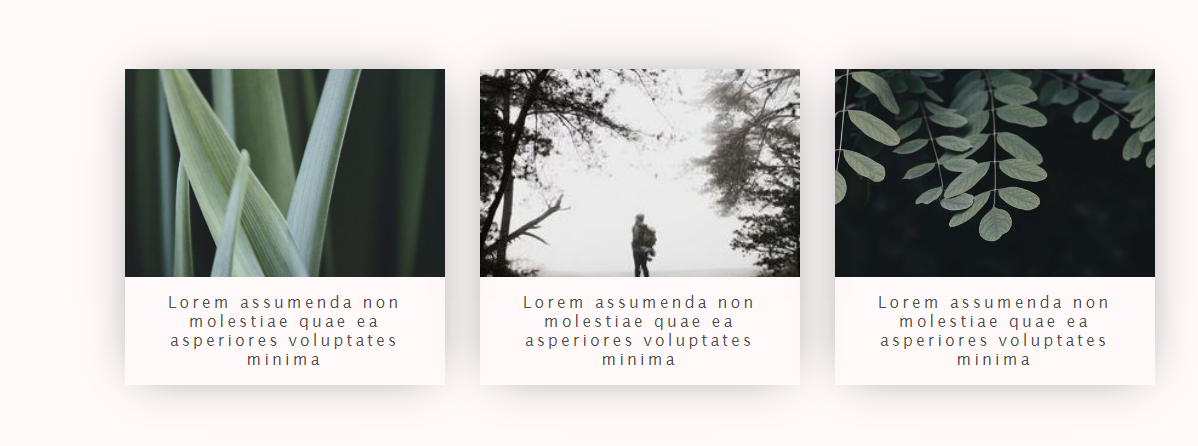 Lorem assumenda non
molestiae quae ea
asperiores voluptates
minima
Lorem assumenda non
molestiae quae ea
asperiores voluptates
minima
Lorem assumenda non
molestiae quae ea
asperiores voluptates
minima